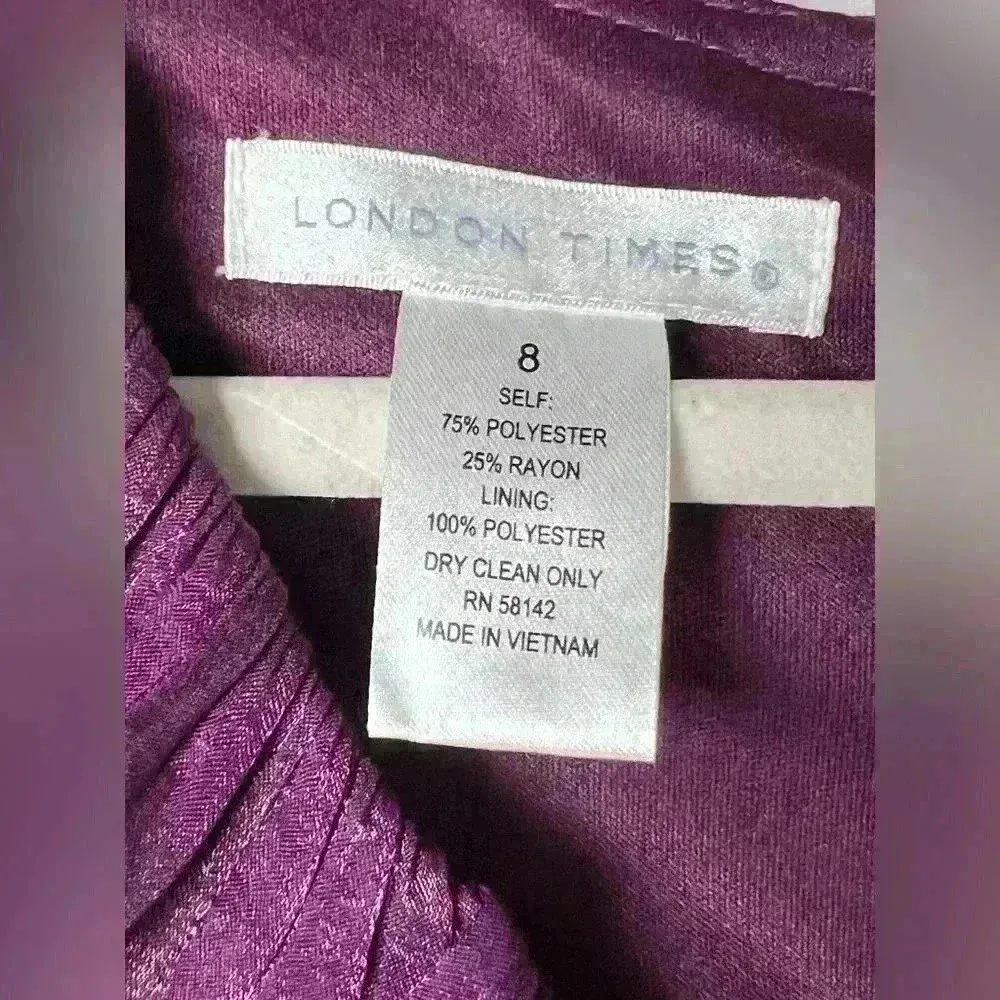 LONDON TIMES®
8
SELF:
75% POLYESTER
25% RAYON
LINING:
100% POLYESTER
DRY CLEAN ONLY
RN 58142
MADE IN VIETNAM